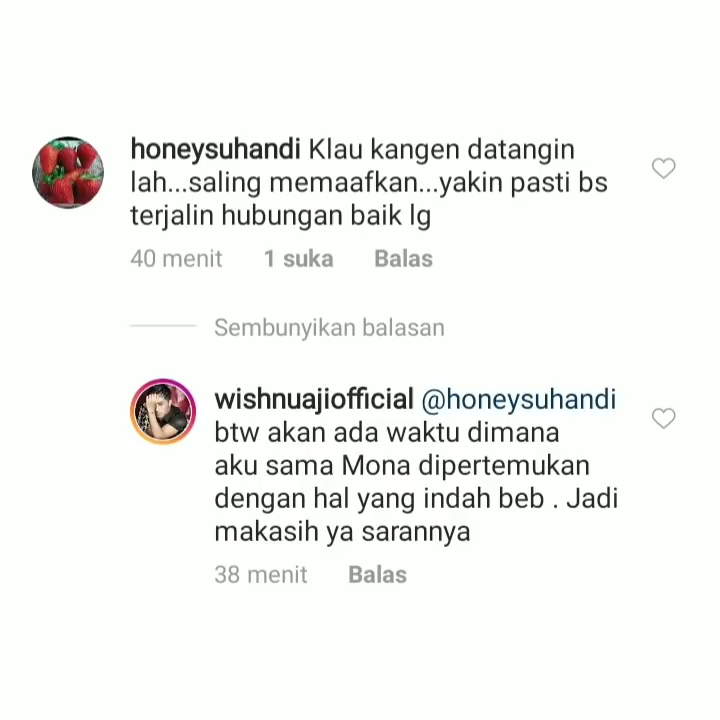 honeysuhandi Klau kangen datangin
lah...saling memaafkan...yakin pasti bs
terjalin hubungan baik lg
40 menit 1 suka Balas
Sembunyikan balasan
wishnuajiofficial @honeysuhandi
btw akan ada waktu dimana
aku sama Mona dipertemukan
dengan hal yang indah beb . Jadi
makasih ya sarannya
38 menit Balas